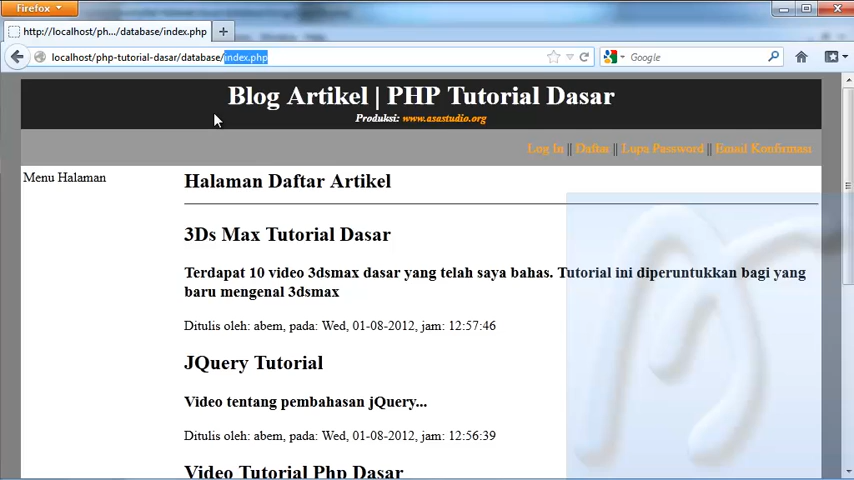 Firefox
http://localhost/ph.../database/index.php
localhost/php-tutorial-dasar/database/index.php
Google
Blog Artikel | PHP Tutorial Dasar
Produksi: www.asastudio.org
Log In || Daftar || Lupa Password || Email Konfirmasi
Menu Halaman
Halaman Daftar Artikel
3Ds Max Tutorial Dasar
Terdapat 10 video 3dsmax dasar yang telah saya bahas. Tutorial ini diperuntukkan bagi yang
baru mengenal 3dsmax
Ditulis oleh: abem, pada: Wed, 01-08-2012, jam: 12:57:46
JQuery Tutorial
Video tentang pembahasan jQuery...
Ditulis oleh: abem, pada: Wed, 01-08-2012, jam: 12:56:39
Video Tutorial Php Dasar